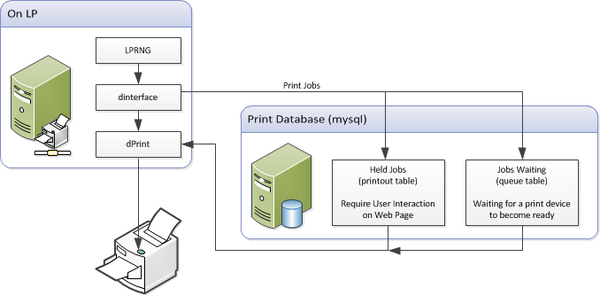 On LP
LPRNG
dinterface
dPrint
Print Jobs
Print Database (mysql)
Held Jobs
(printout table)
Require User Interaction
on Web Page
Jobs Waiting
(queue table)
Waiting for a print device
to become ready